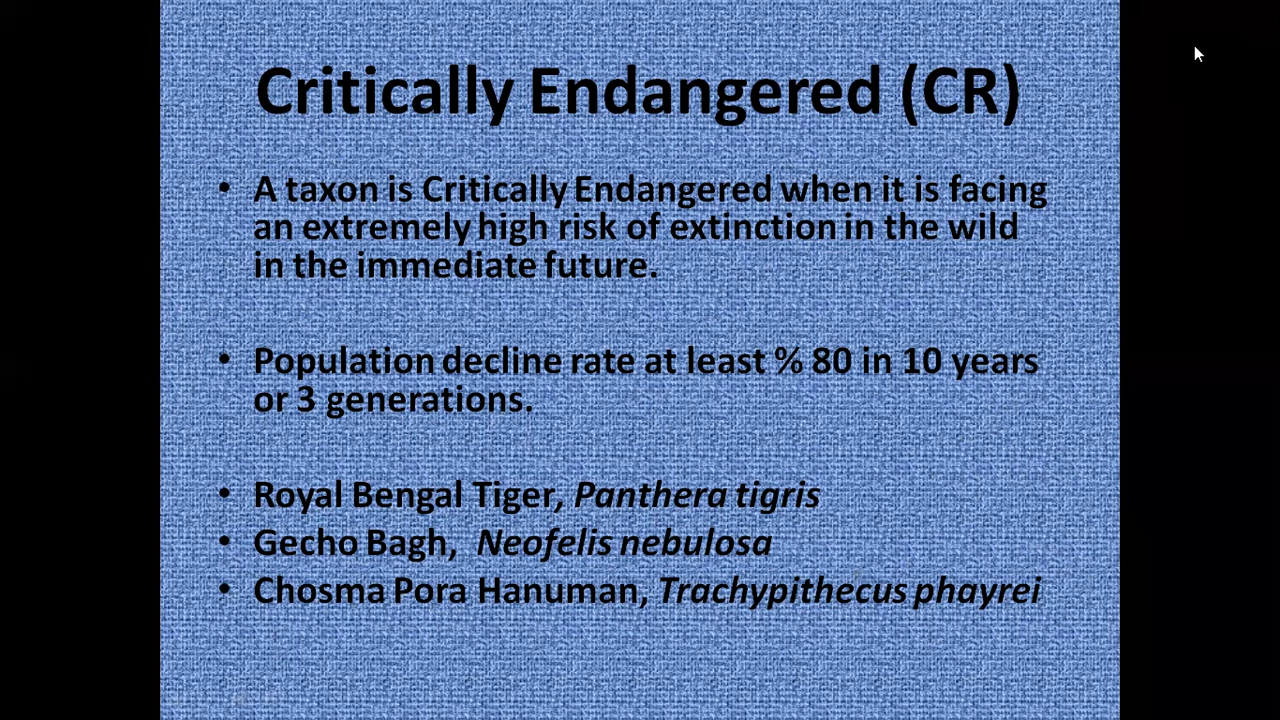 Critically Endangered (CR)
• A taxon is Critically Endangered when it is facing
an extremely high risk of extinction in the wild
in the immediate future.
• Population decline rate at least % 80 in 10 years
or 3 generations.
• Royal Bengal Tiger, Panthera tigris
• Gecho Bagh, Neofelis nebulosa
• Chosma Pora Hanuman, Trachypithecus phayrei